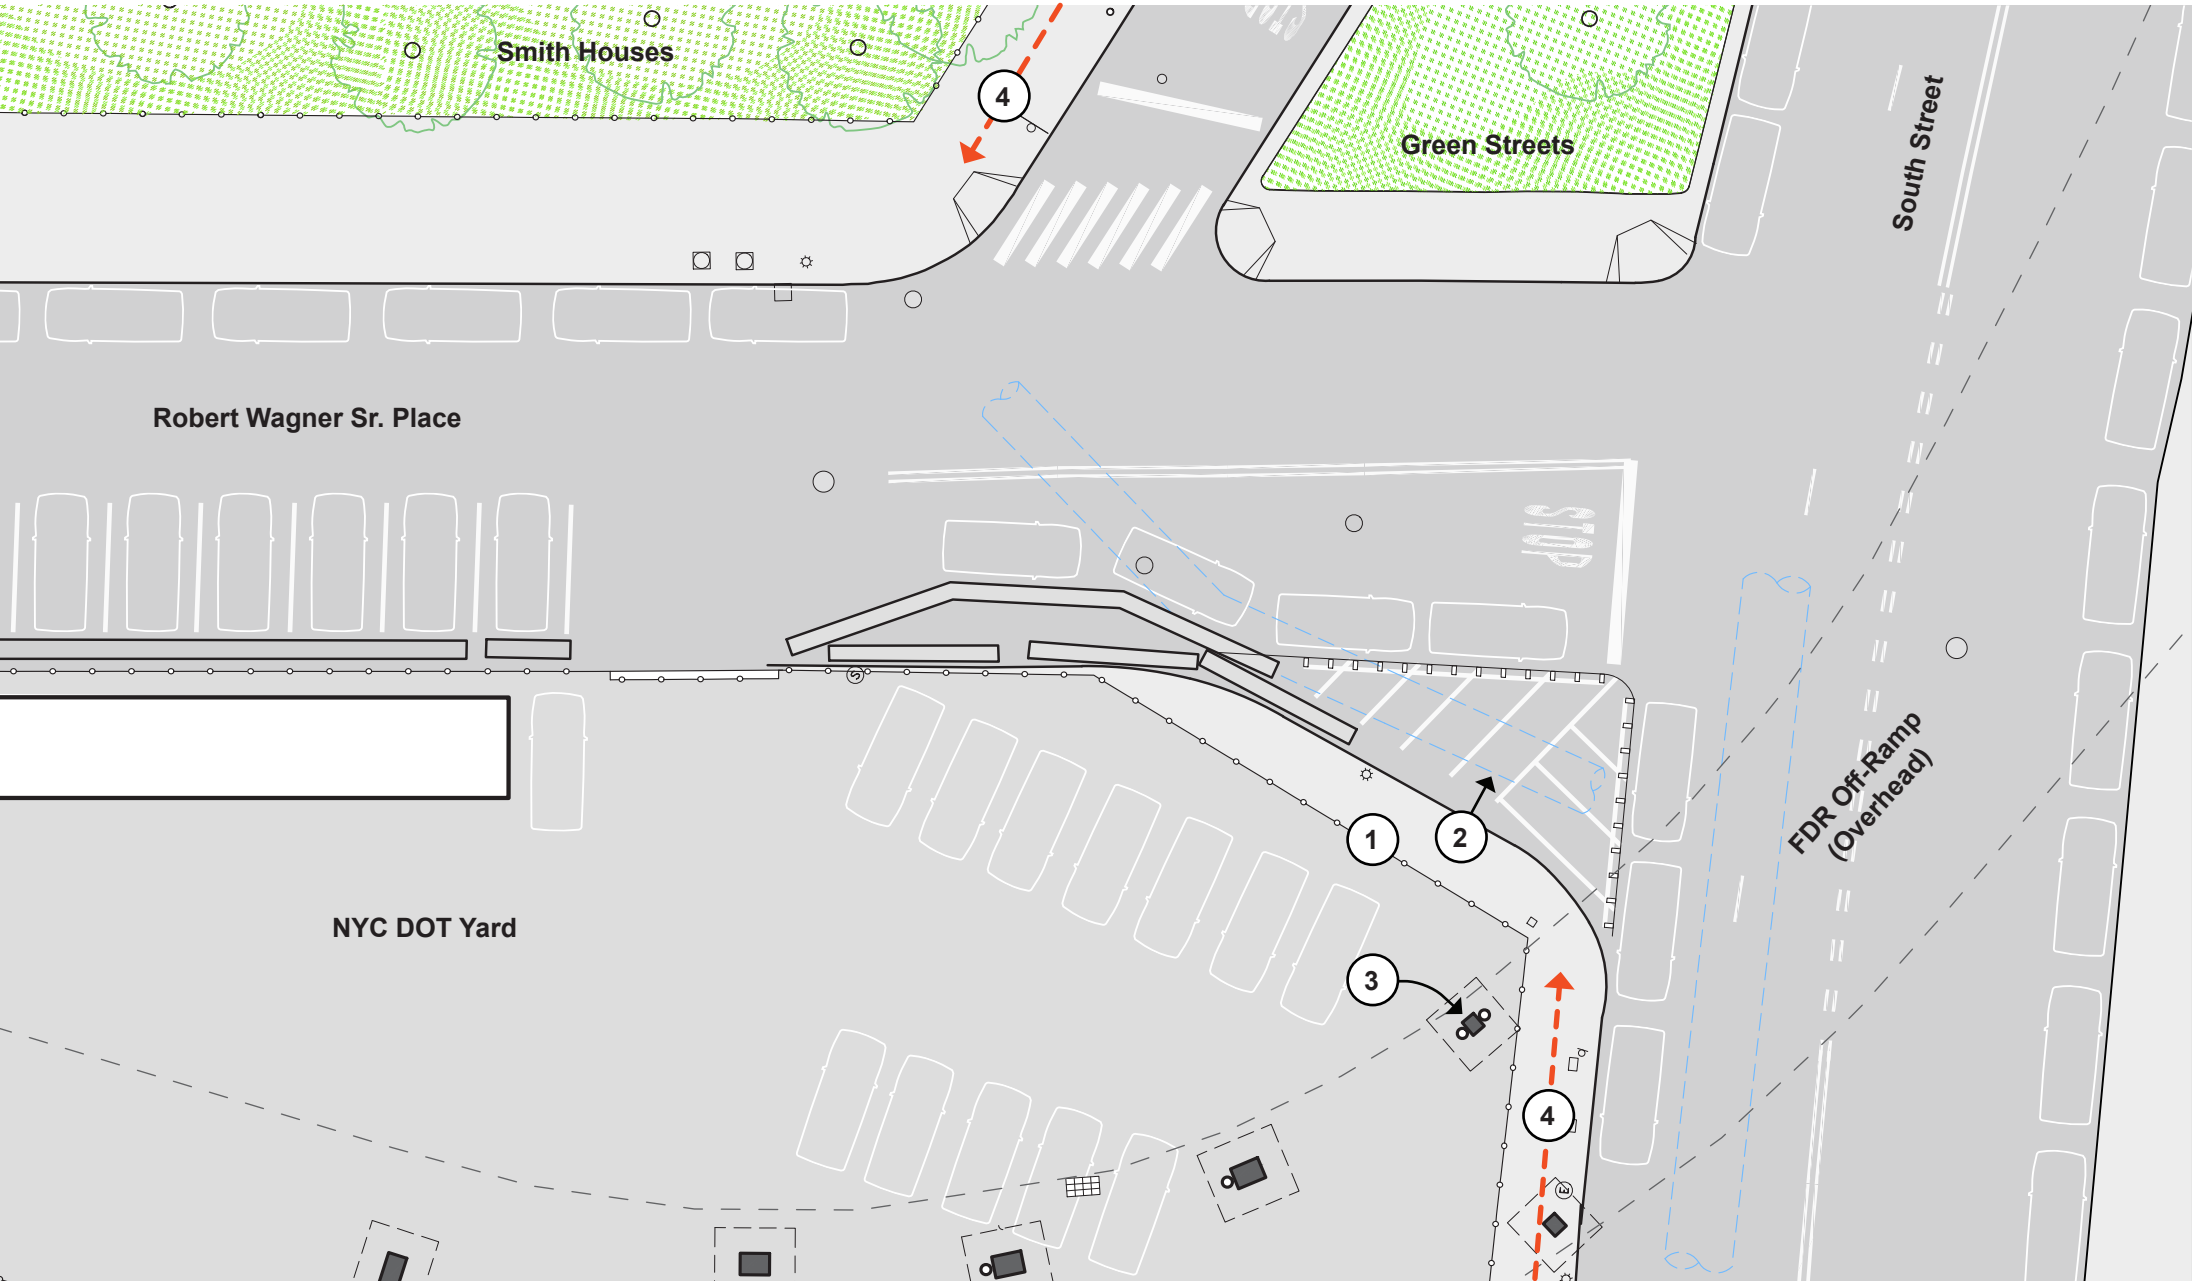 Smith Houses
4
Green Streets
South Street
Robert Wagner Sr. Place
STOP
S
FDR Off-Ramp
(Overhead)
1
2
NYC DOT Yard
3
4
E